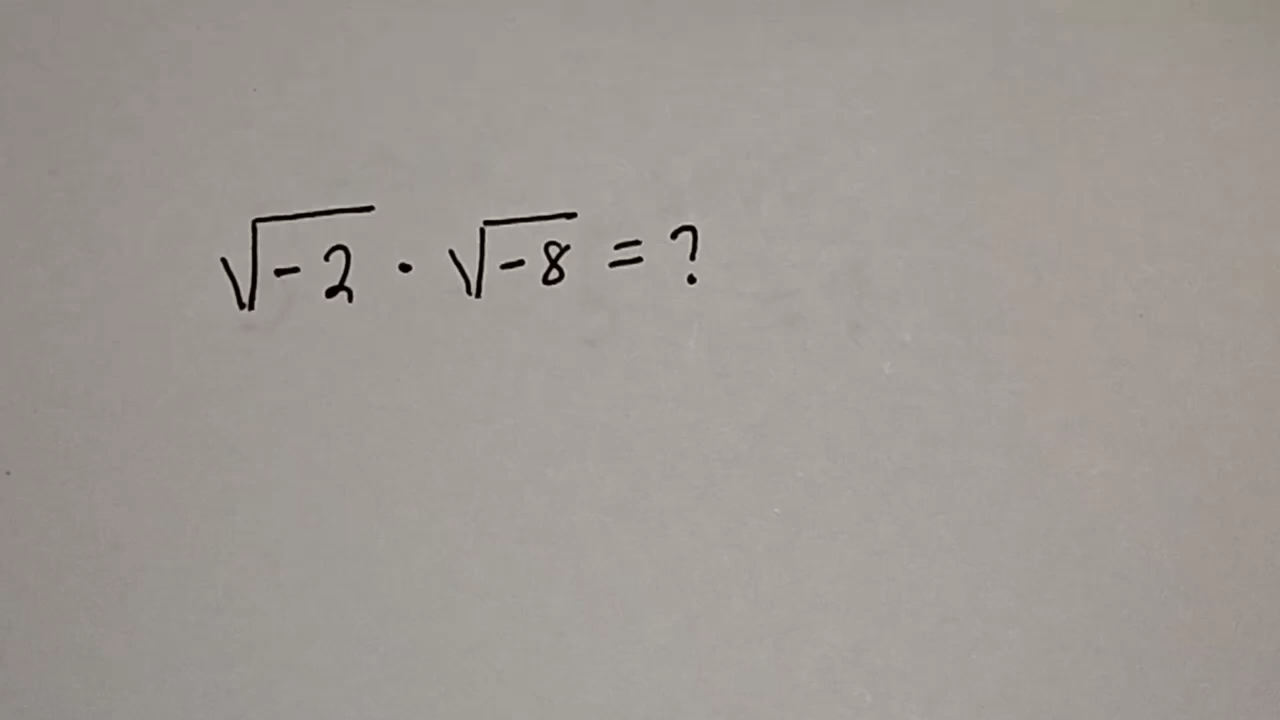 √-2 · √-8 = ?